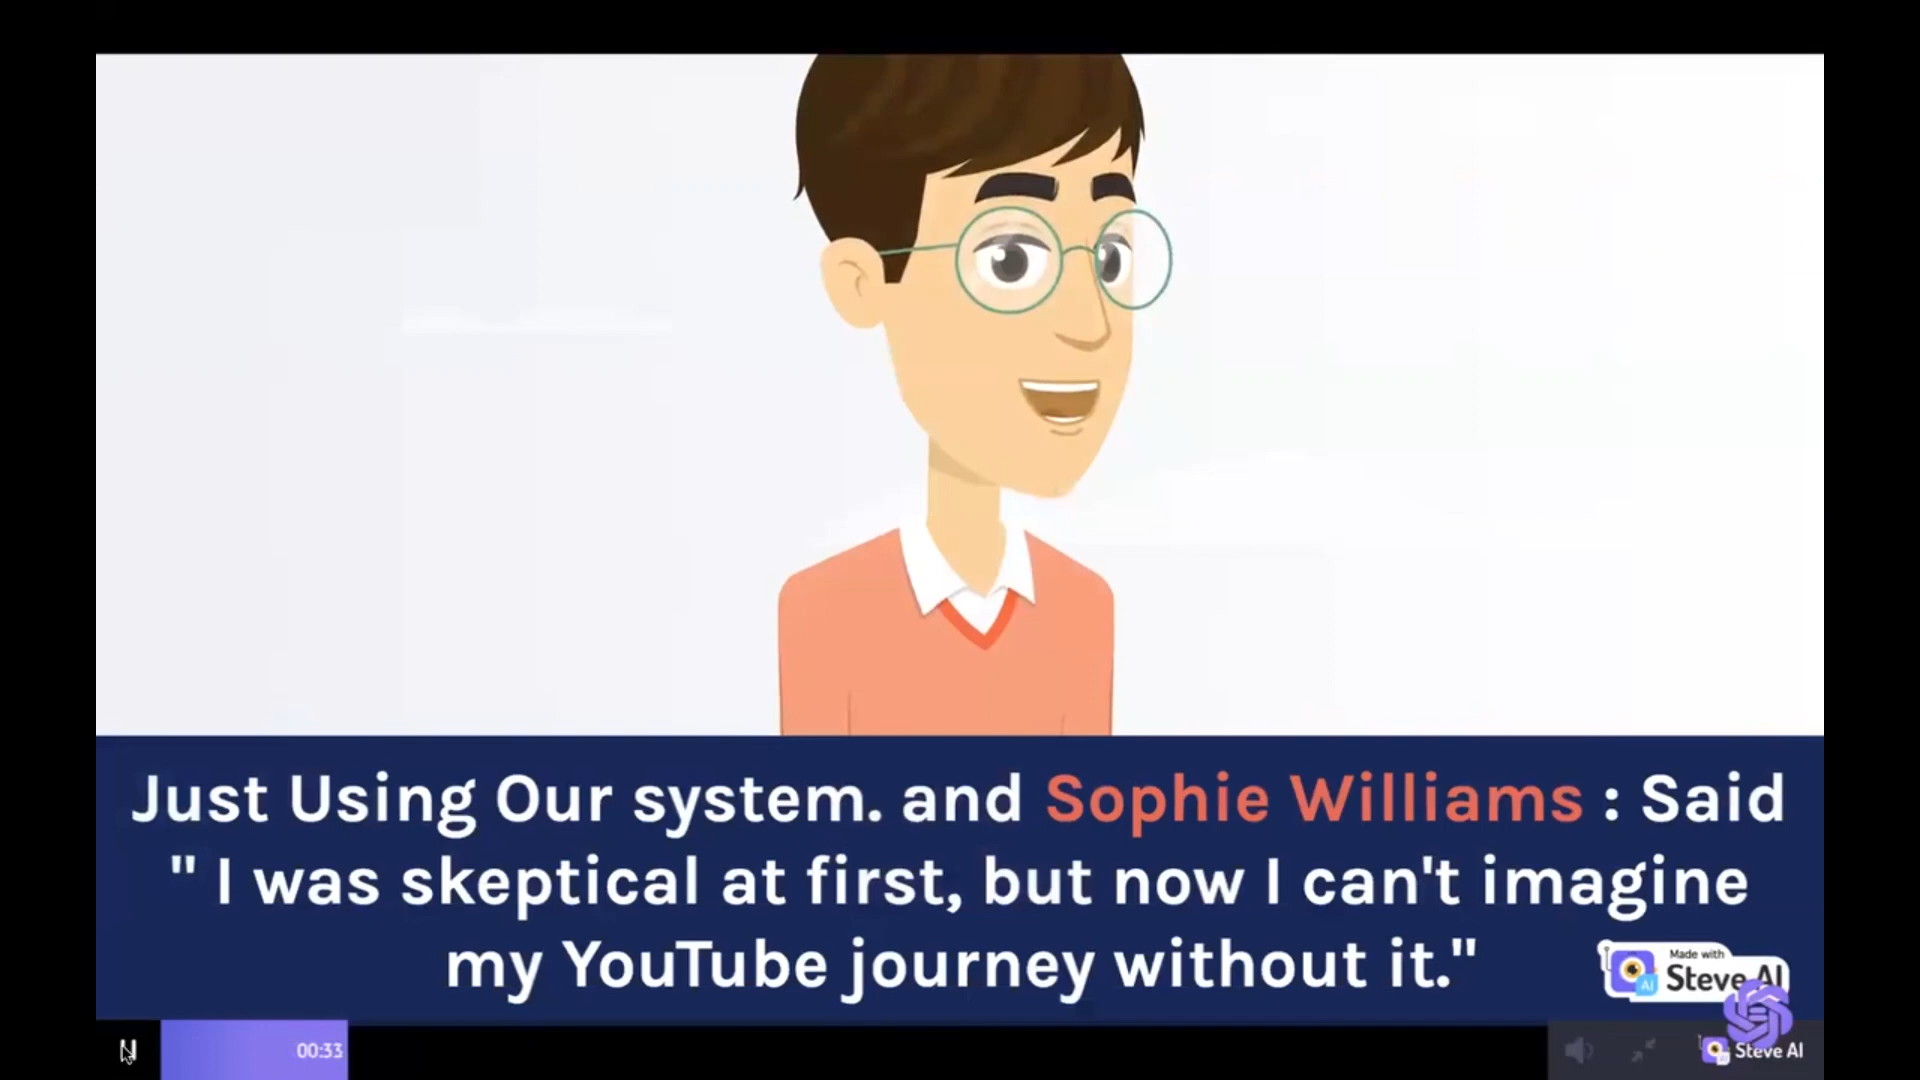 Just Using Our system. and Sophie Williams : Said
" I was skeptical at first, but now I can't imagine
my YouTube journey without it."
Made with
Steve AI
AI
00:33
Steve AI